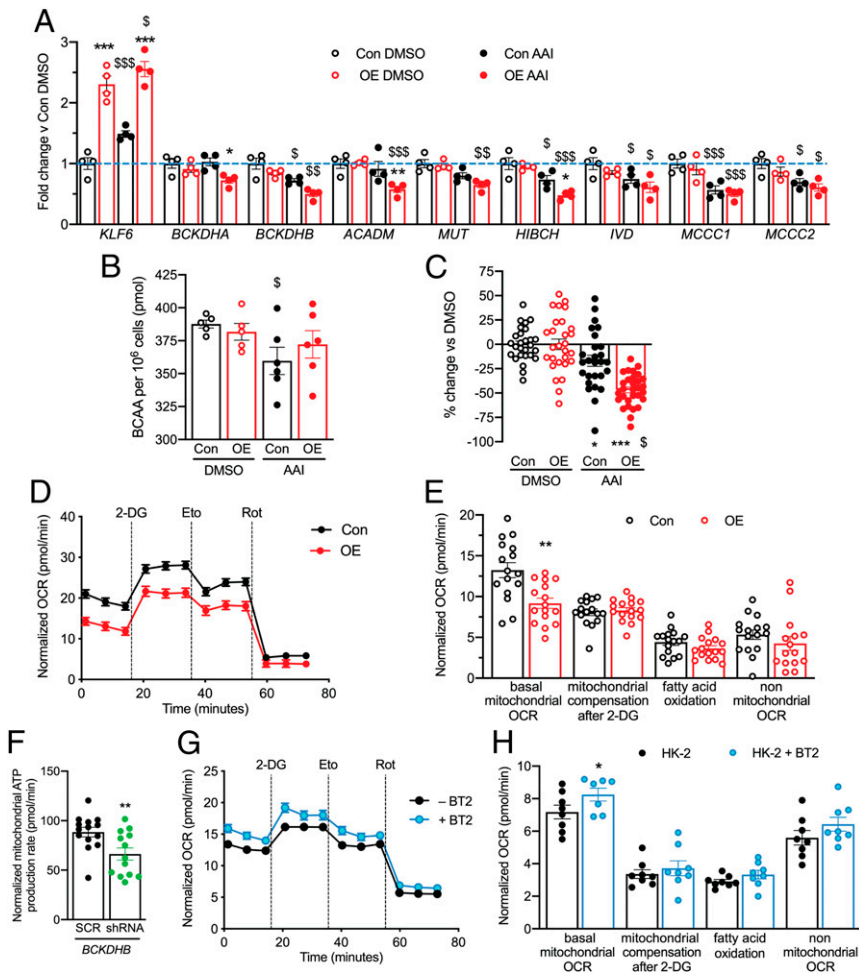 A
Fold change v Con DMSO
3
2
1
0
Con DMSO
OE DMSO
Con AAI
OE AAI
*** $$$ $ ***
* $ $$ $$$ ** $$ $ $$$ * $ $ $$$ $$$ $ $
KLF6 BCKDHA BCKDHB ACADM MUT HIBCH IVD MCCC1 MCCC2
B
BCAA per 10⁶ cells (pmol)
425
400
375
350
325
300
$
Con OE Con OE
DMSO AAI
C
% change vs DMSO
75
50
25
0
-25
-50
-75
-100
* *** $
Con OE Con OE
DMSO AAI
D
Normalized OCR (pmol/min)
40
30
20
10
0
2-DG Eto Rot
Con
OE
0 20 40 60 80
Time (minutes)
E
Normalized OCR (pmol/min)
20
15
10
5
0
Con OE
**
basal mitochondrial fatty acid non
mitochondrial compensation oxidation mitochondrial
OCR after 2-DG OCR
F
Normalized mitochondrial ATP
production rate (pmol/min)
200
150
100
50
0
**
SCR shRNA
BCKDHB
G
Normalized OCR (pmol/min)
25
20
15
10
5
0
2-DG Eto Rot
– BT2
+ BT2
0 20 40 60 80
Time (minutes)
H
Normalized OCR (pmol/min)
10
8
6
4
2
0
HK-2 HK-2 + BT2
*
basal mitochondrial fatty acid non
mitochondrial compensation oxidation mitochondrial
OCR after 2-DG OCR